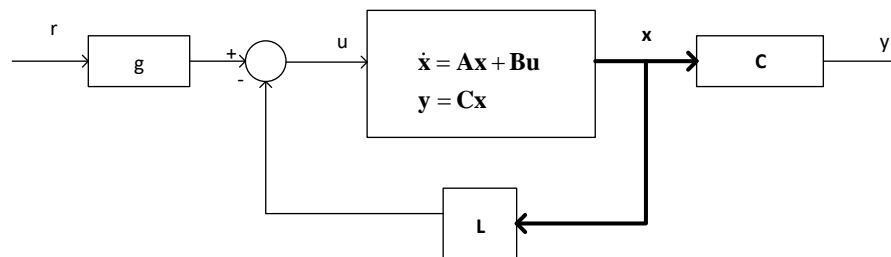 r
g
+
-
u
ẋ = Ax + Bu
y = Cx
x
C
y
L